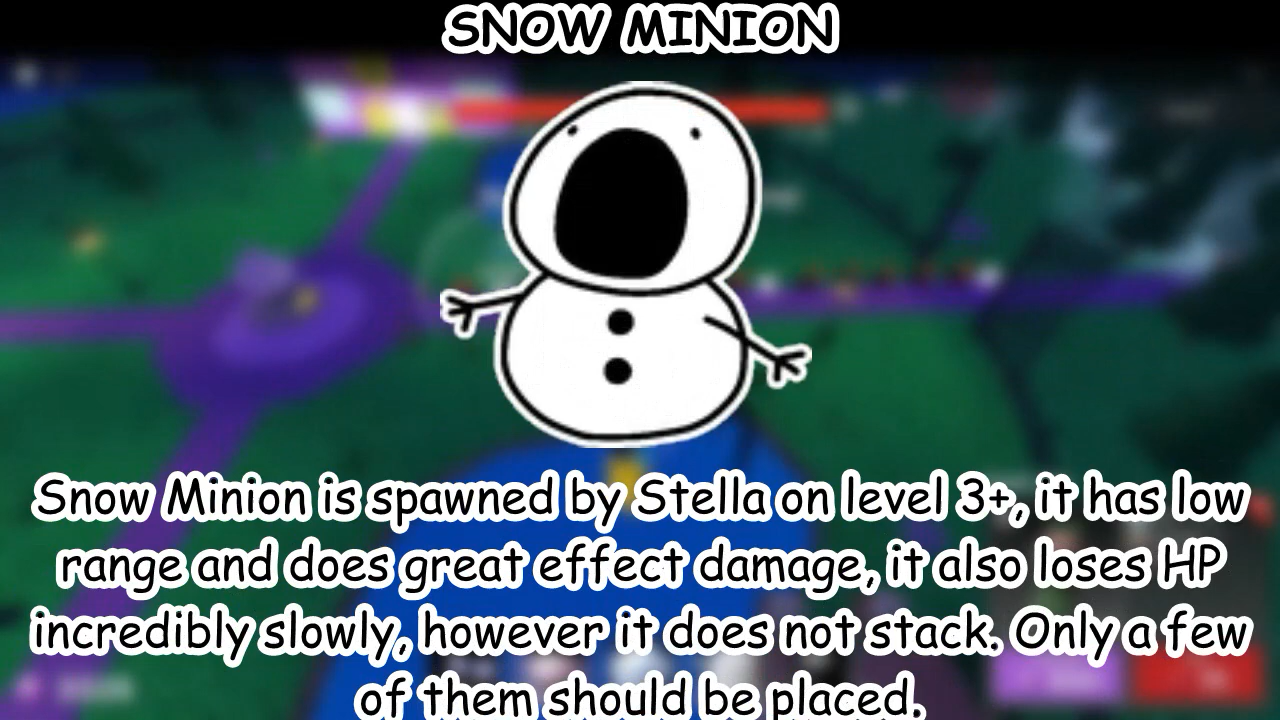 SNOW MINION
Snow Minion is spawned by Stella on level 3+, it has low
range and does great effect damage, it also loses HP
incredibly slowly, however it does not stack. Only a few
of them should be placed.